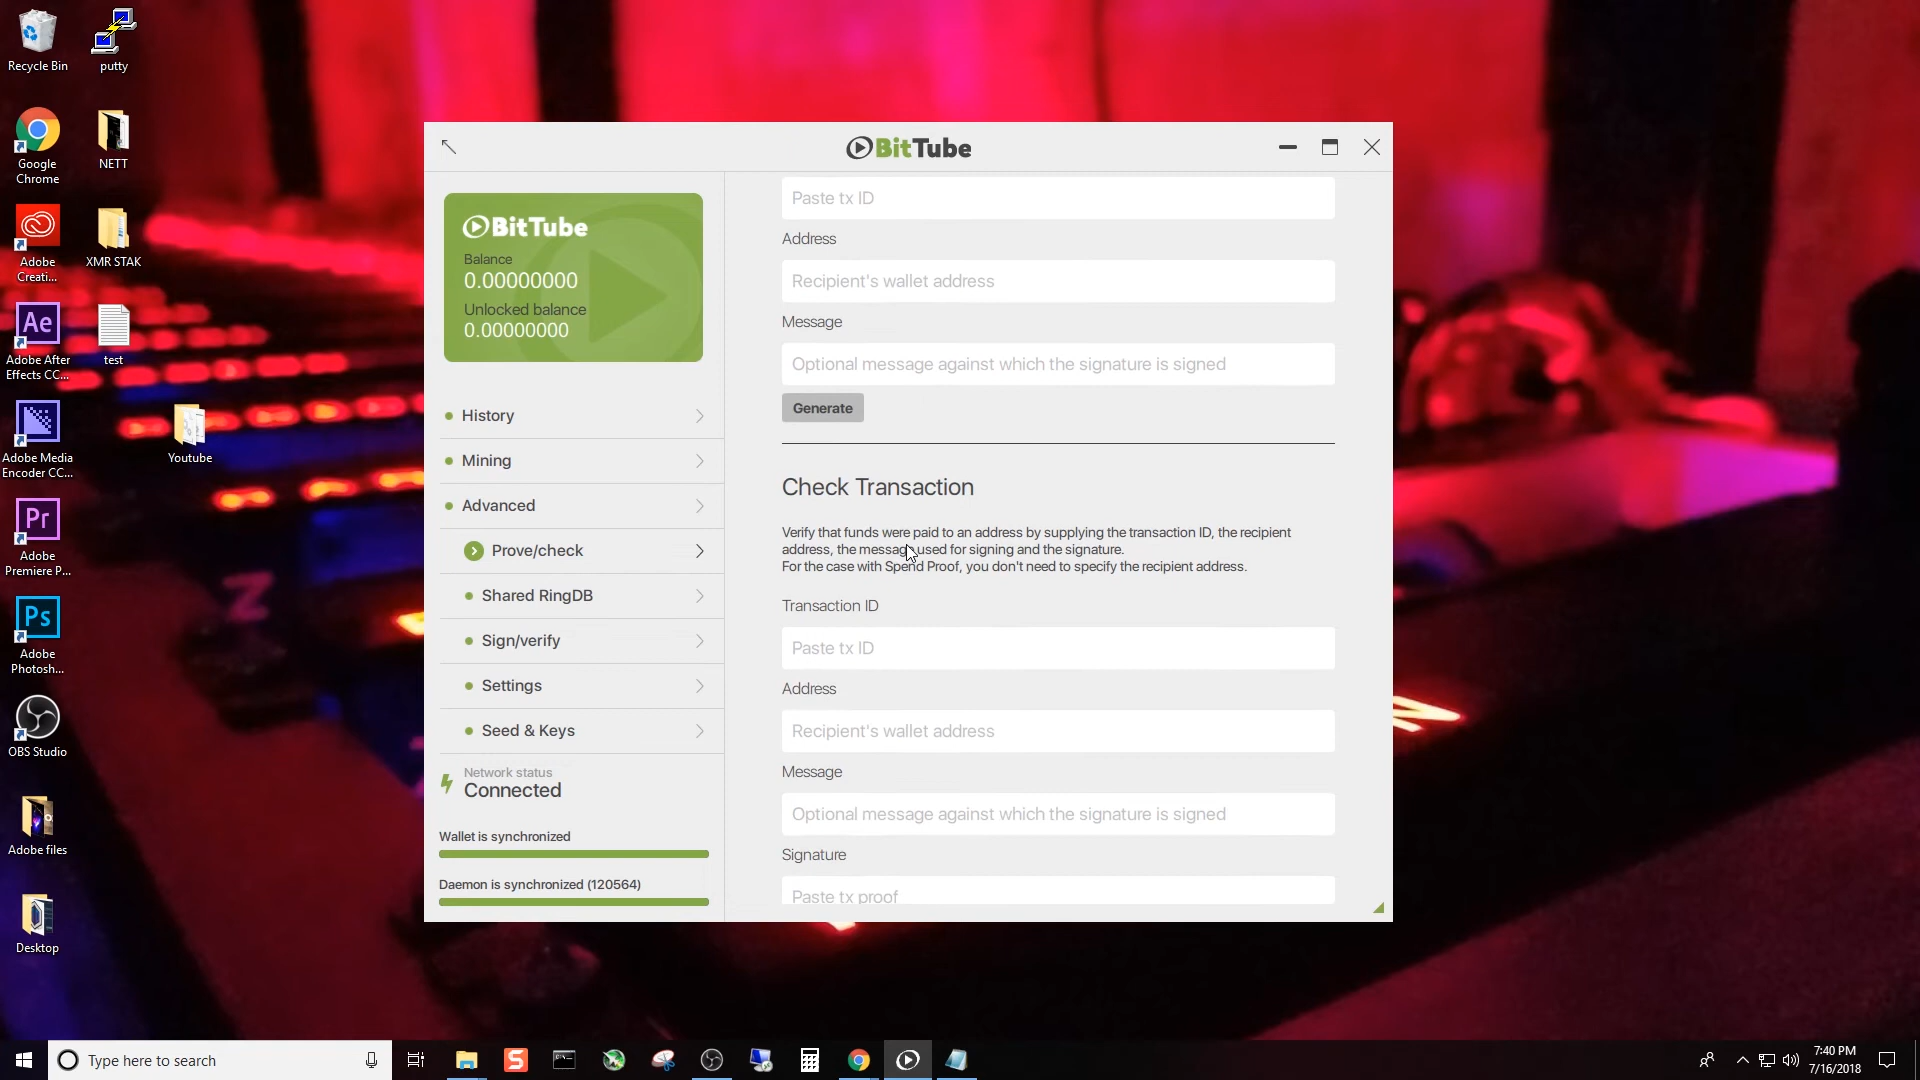 Recycle Bin
putty
Google
Chrome
NETT
Adobe
Creati...
XMR STAK
Adobe After
Effects CC...
test
Adobe Media
Encoder CC...
Youtube
Adobe
Premiere P...
Adobe
Photosh...
OBS Studio
Adobe files
Desktop
BitTube
BitTube
Balance
0.00000000
Unlocked balance
0.00000000
History
Mining
Advanced
Prove/check
Shared RingDB
Sign/verify
Settings
Seed & Keys
Network status
Connected
Wallet is synchronized
Daemon is synchronized (120564)
Paste tx ID
Address
Recipient's wallet address
Message
Optional message against which the signature is signed
Generate
Check Transaction
Verify that funds were paid to an address by supplying the transaction ID, the recipient
address, the message used for signing and the signature.
For the case with Spend Proof, you don't need to specify the recipient address.
Transaction ID
Paste tx ID
Address
Recipient's wallet address
Message
Optional message against which the signature is signed
Signature
Paste tx proof
Type here to search
7:40 PM
7/16/2018
Ae
Pr
Ps